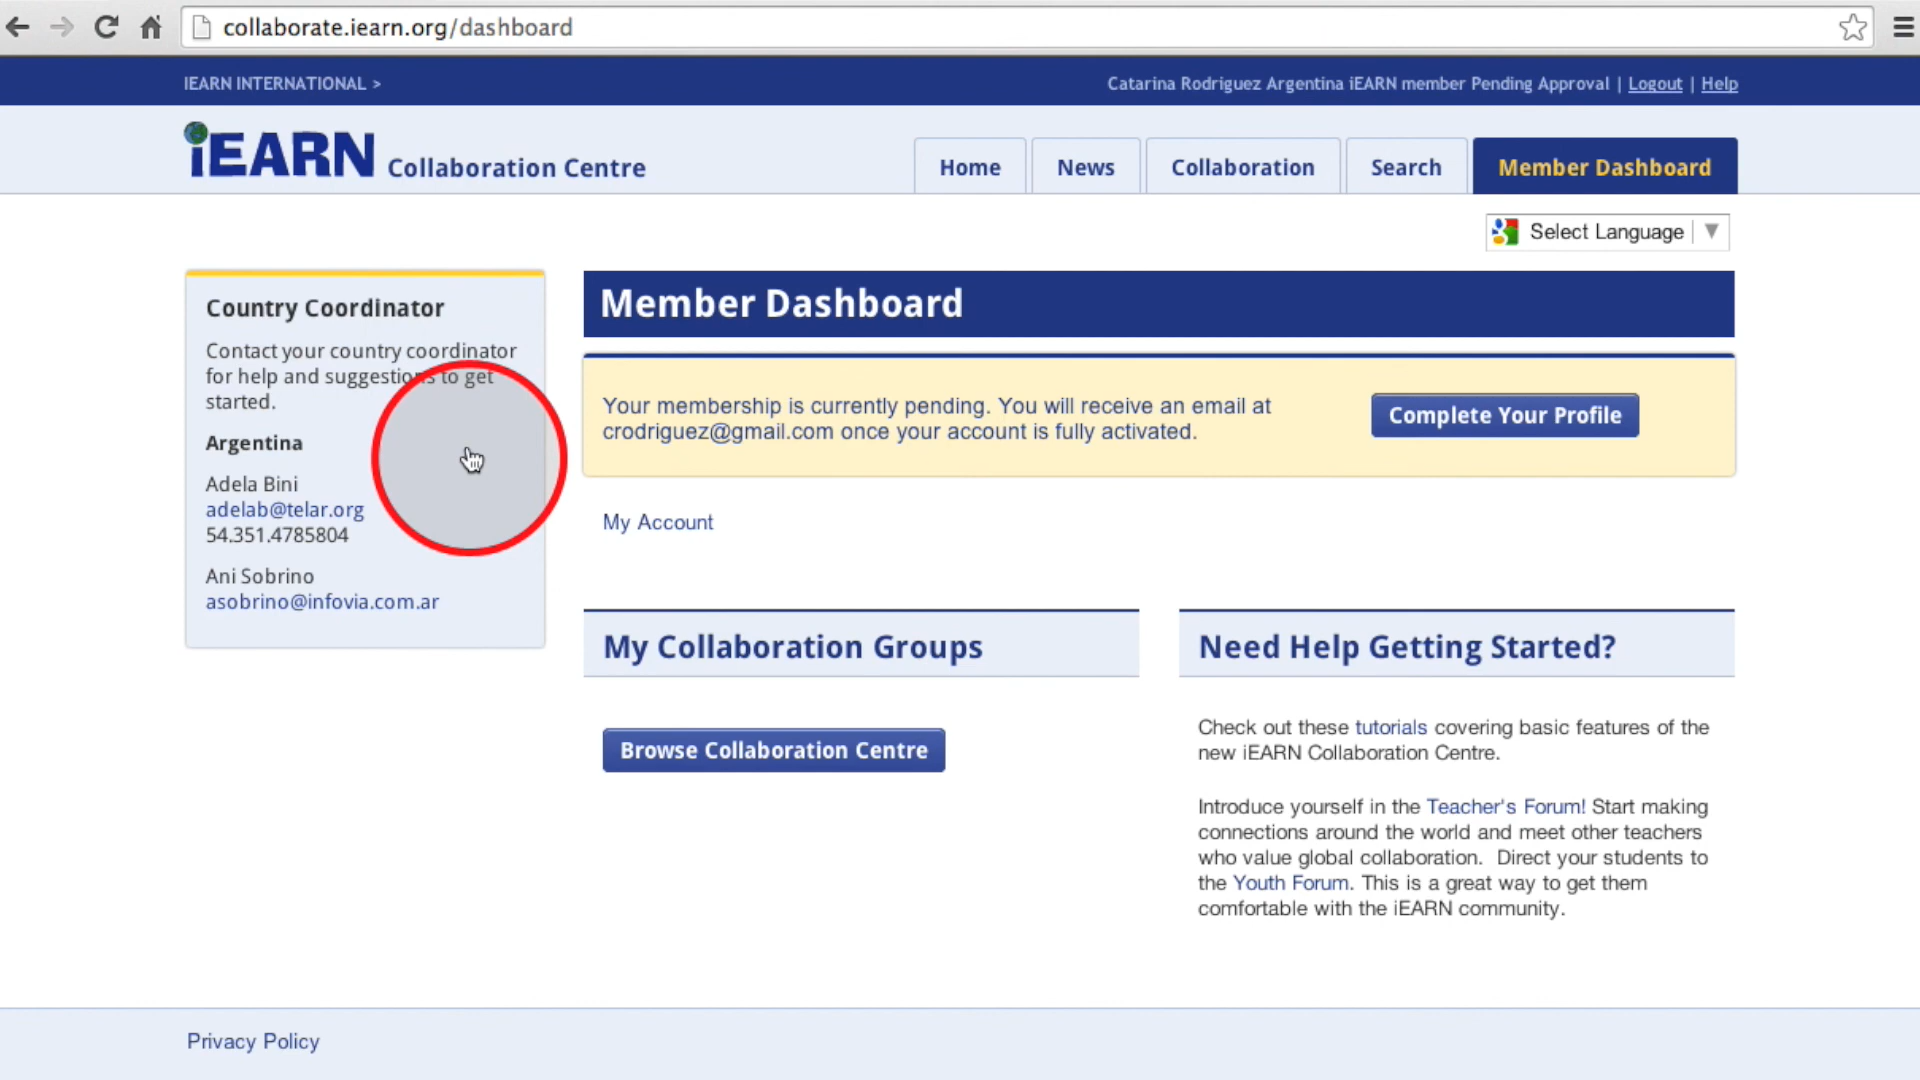 collaborate.iearn.org/dashboard
IEARN INTERNATIONAL >
Catarina Rodriguez Argentina iEARN member Pending Approval | Logout | Help
iEARN Collaboration Centre
Home
News
Collaboration
Search
Member Dashboard
Select Language
Country Coordinator
Contact your country coordinator
for help and suggestions to get
started.
Argentina
Adela Bini
adelab@telar.org
54.351.4785804
Ani Sobrino
asobrino@infovia.com.ar
Member Dashboard
Your membership is currently pending. You will receive an email at
crodriguez@gmail.com once your account is fully activated.
Complete Your Profile
My Account
My Collaboration Groups
Browse Collaboration Centre
Need Help Getting Started?
Check out these tutorials covering basic features of the
new iEARN Collaboration Centre.
Introduce yourself in the Teacher's Forum! Start making
connections around the world and meet other teachers
who value global collaboration. Direct your students to
the Youth Forum. This is a great way to get them
comfortable with the iEARN community.
Privacy Policy